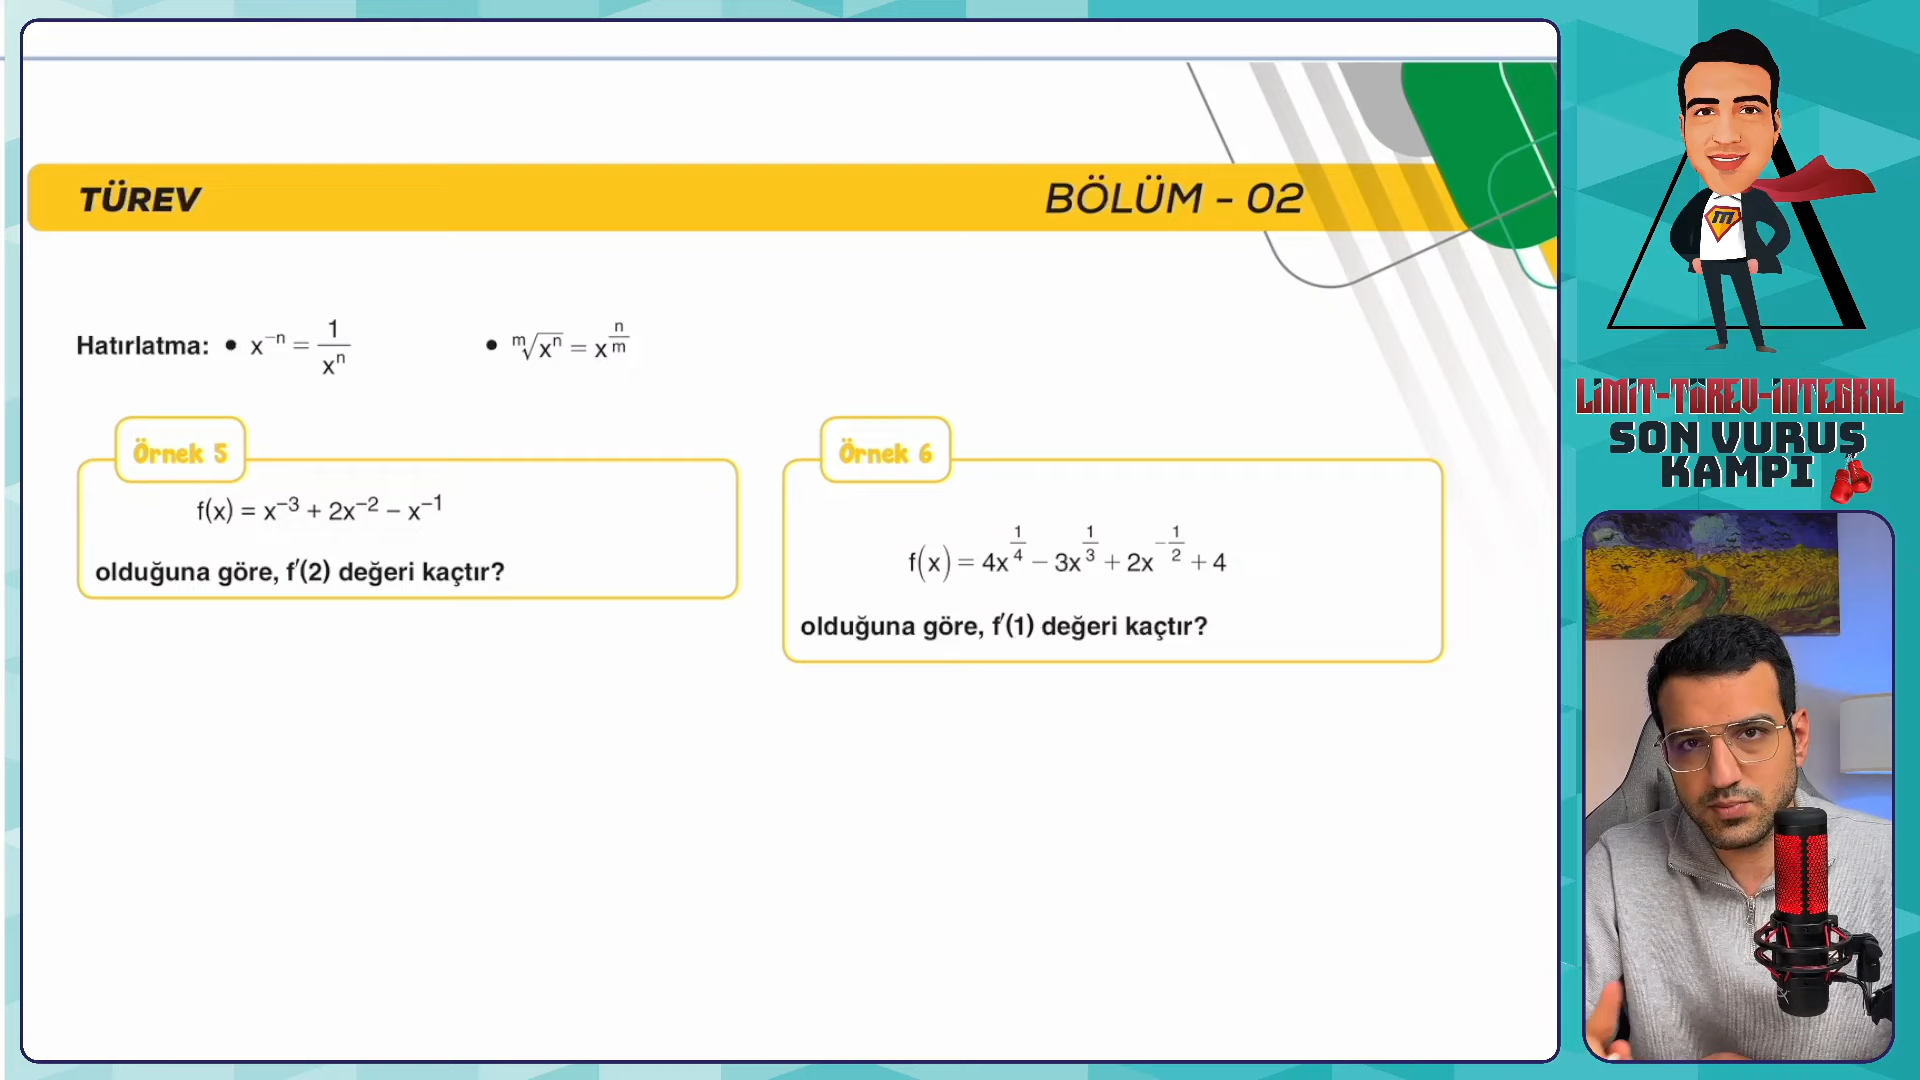 TÜREV
BÖLÜM - 02
Hatırlatma: • x⁻ⁿ = 1/xⁿ • ᵐ√xⁿ = x^(n/m)
Örnek 5
f(x) = x⁻³ + 2x⁻² – x⁻¹
olduğuna göre, f′(2) değeri kaçtır?
Örnek 6
f(x) = 4x^(1/4) – 3x^(1/3) + 2x^(-1/2) + 4
olduğuna göre, f′(1) değeri kaçtır?
m
LİMİT-TÜREV-İNTEGRAL
SON VURUŞ
KAMPI